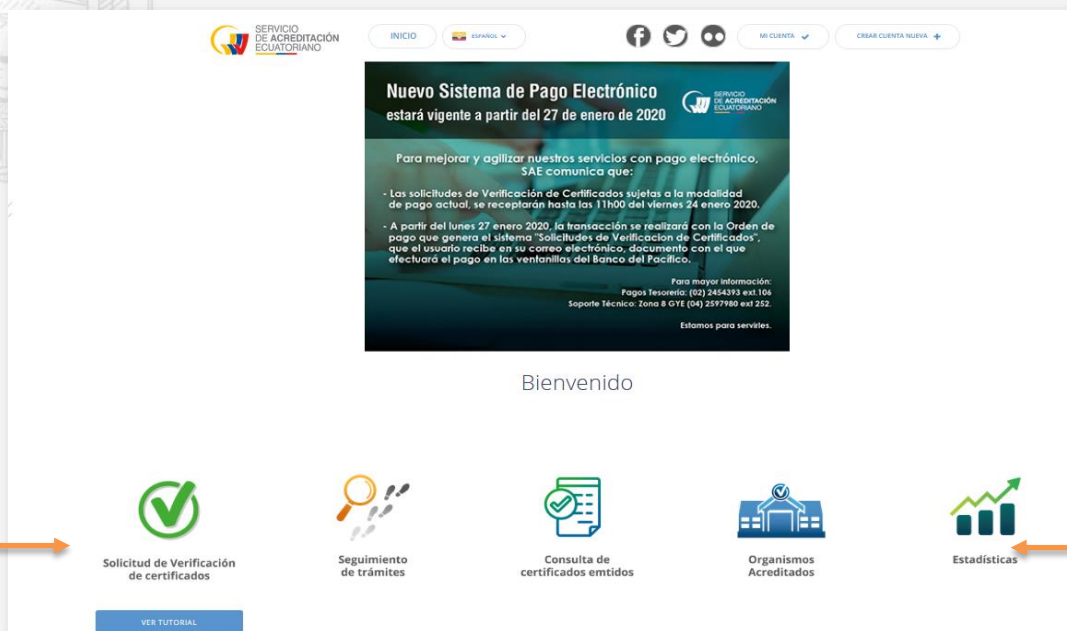 SERVICIO
DE ACREDITACIÓN
ECUATORIANO
INICIO
ESPAÑOL
MI CUENTA
CREAR CUENTA NUEVA
Nuevo Sistema de Pago Electrónico
estará vigente a partir del 27 de enero de 2020
SERVICIO
DE ACREDITACIÓN
ECUATORIANO
Para mejorar y agilizar nuestros servicios con pago electrónico,
SAE comunica que:
- Las solicitudes de Verificación de Certificados sujetas a la modalidad
de pago actual, se receptarán hasta las 11h00 del viernes 24 enero 2020.
- A partir del lunes 27 enero 2020, la transacción se realizará con la Orden de
pago que genera el sistema "Solicitudes de Verificacion de Certificados",
que el usuario recibe en su correo electrónico, documento con el que
efectuará el pago en las ventanillas del Banco del Pacífico.
Para mayor información:
Pagos Tesorería: (02) 2454393 ext.106
Soporte Técnico: Zona 8 GYE (04) 2597980 ext 252.
Estamos para servirles.
Bienvenido
Solicitud de Verificación
de certificados
Seguimiento
de trámites
Consulta de
certificados emtidos
Organismos
Acreditados
Estadísticas
VER TUTORIAL